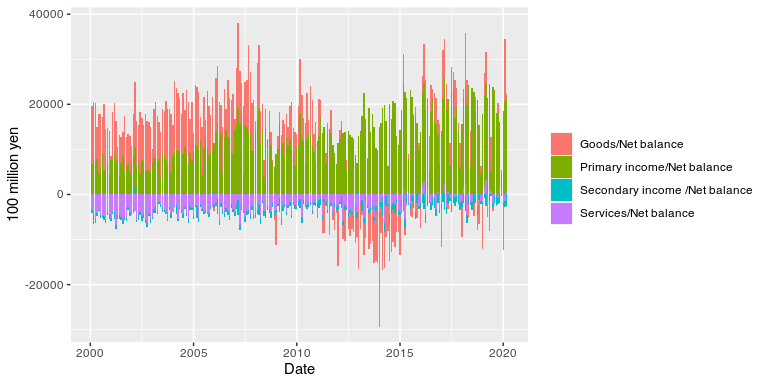 40000
20000
0
-20000
100 million yen
2000 2005 2010 2015 2020
Date
Goods/Net balance
Primary income/Net balance
Secondary income /Net balance
Services/Net balance